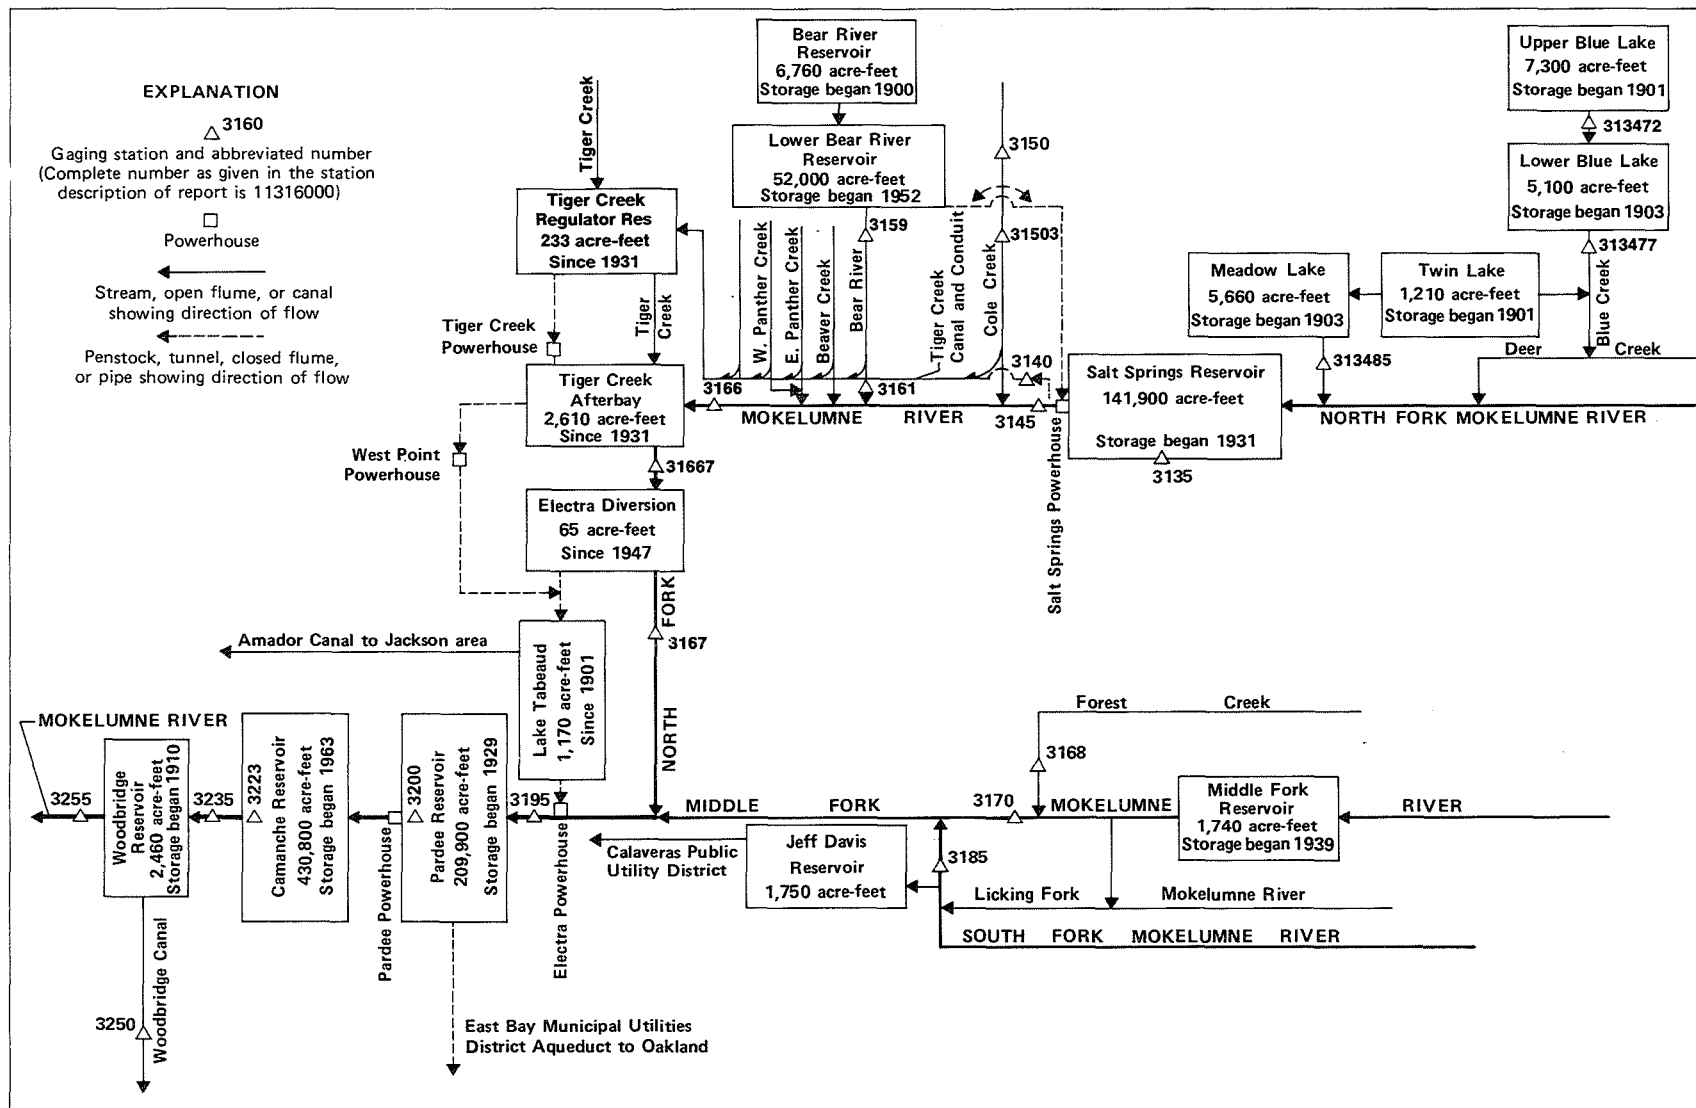 EXPLANATION
3160
Gaging station and abbreviated number
(Complete number as given in the station
description of report is 11316000)
Powerhouse
Stream, open flume, or canal
showing direction of flow
Penstock, tunnel, closed flume,
or pipe showing direction of flow
Bear River
Reservoir
6,760 acre-feet
Storage began 1900
Lower Bear River
Reservoir
52,000 acre-feet
Storage began 1952
Upper Blue Lake
7,300 acre-feet
Storage began 1901
313472
Lower Blue Lake
5,100 acre-feet
Storage began 1903
313477
Blue Creek
Twin Lake
1,210 acre-feet
Storage began 1901
Meadow Lake
5,660 acre-feet
Storage began 1903
313485
Deer Creek
NORTH FORK MOKELUMNE RIVER
Salt Springs Reservoir
141,900 acre-feet
Storage began 1931
3135
Salt Springs Powerhouse
3145
3140
3150
31503
Cole Creek
Tiger Creek
Canal and Conduit
3159
Bear River
3161
Beaver Creek
E. Panther Creek
W. Panther Creek
3166
MOKELUMNE RIVER
Tiger Creek
Tiger Creek
Regulator Res
233 acre-feet
Since 1931
Tiger
Creek
Tiger Creek
Powerhouse
Tiger Creek
Afterbay
2,610 acre-feet
Since 1931
West Point
Powerhouse
31667
Electra Diversion
65 acre-feet
Since 1947
FORK
3167
NORTH
Amador Canal to Jackson area
Lake Tabeaud
1,170 acre-feet
Since 1901
Electra Powerhouse
Forest Creek
3168
3170
MIDDLE FORK MOKELUMNE RIVER
Middle Fork
Reservoir
1,740 acre-feet
Storage began 1939
3185
Licking Fork Mokelumne River
SOUTH FORK MOKELUMNE RIVER
Jeff Davis
Reservoir
1,750 acre-feet
Calaveras Public
Utility District
3195
3200
Pardee Reservoir
209,900 acre-feet
Storage began 1929
Pardee Powerhouse
East Bay Municipal Utilities
District Aqueduct to Oakland
3223
Camanche Reservoir
430,800 acre-feet
Storage began 1963
3235
Woodbridge
Reservoir
2,460 acre-feet
Storage began 1910
3255
MOKELUMNE RIVER
3250
Woodbridge Canal